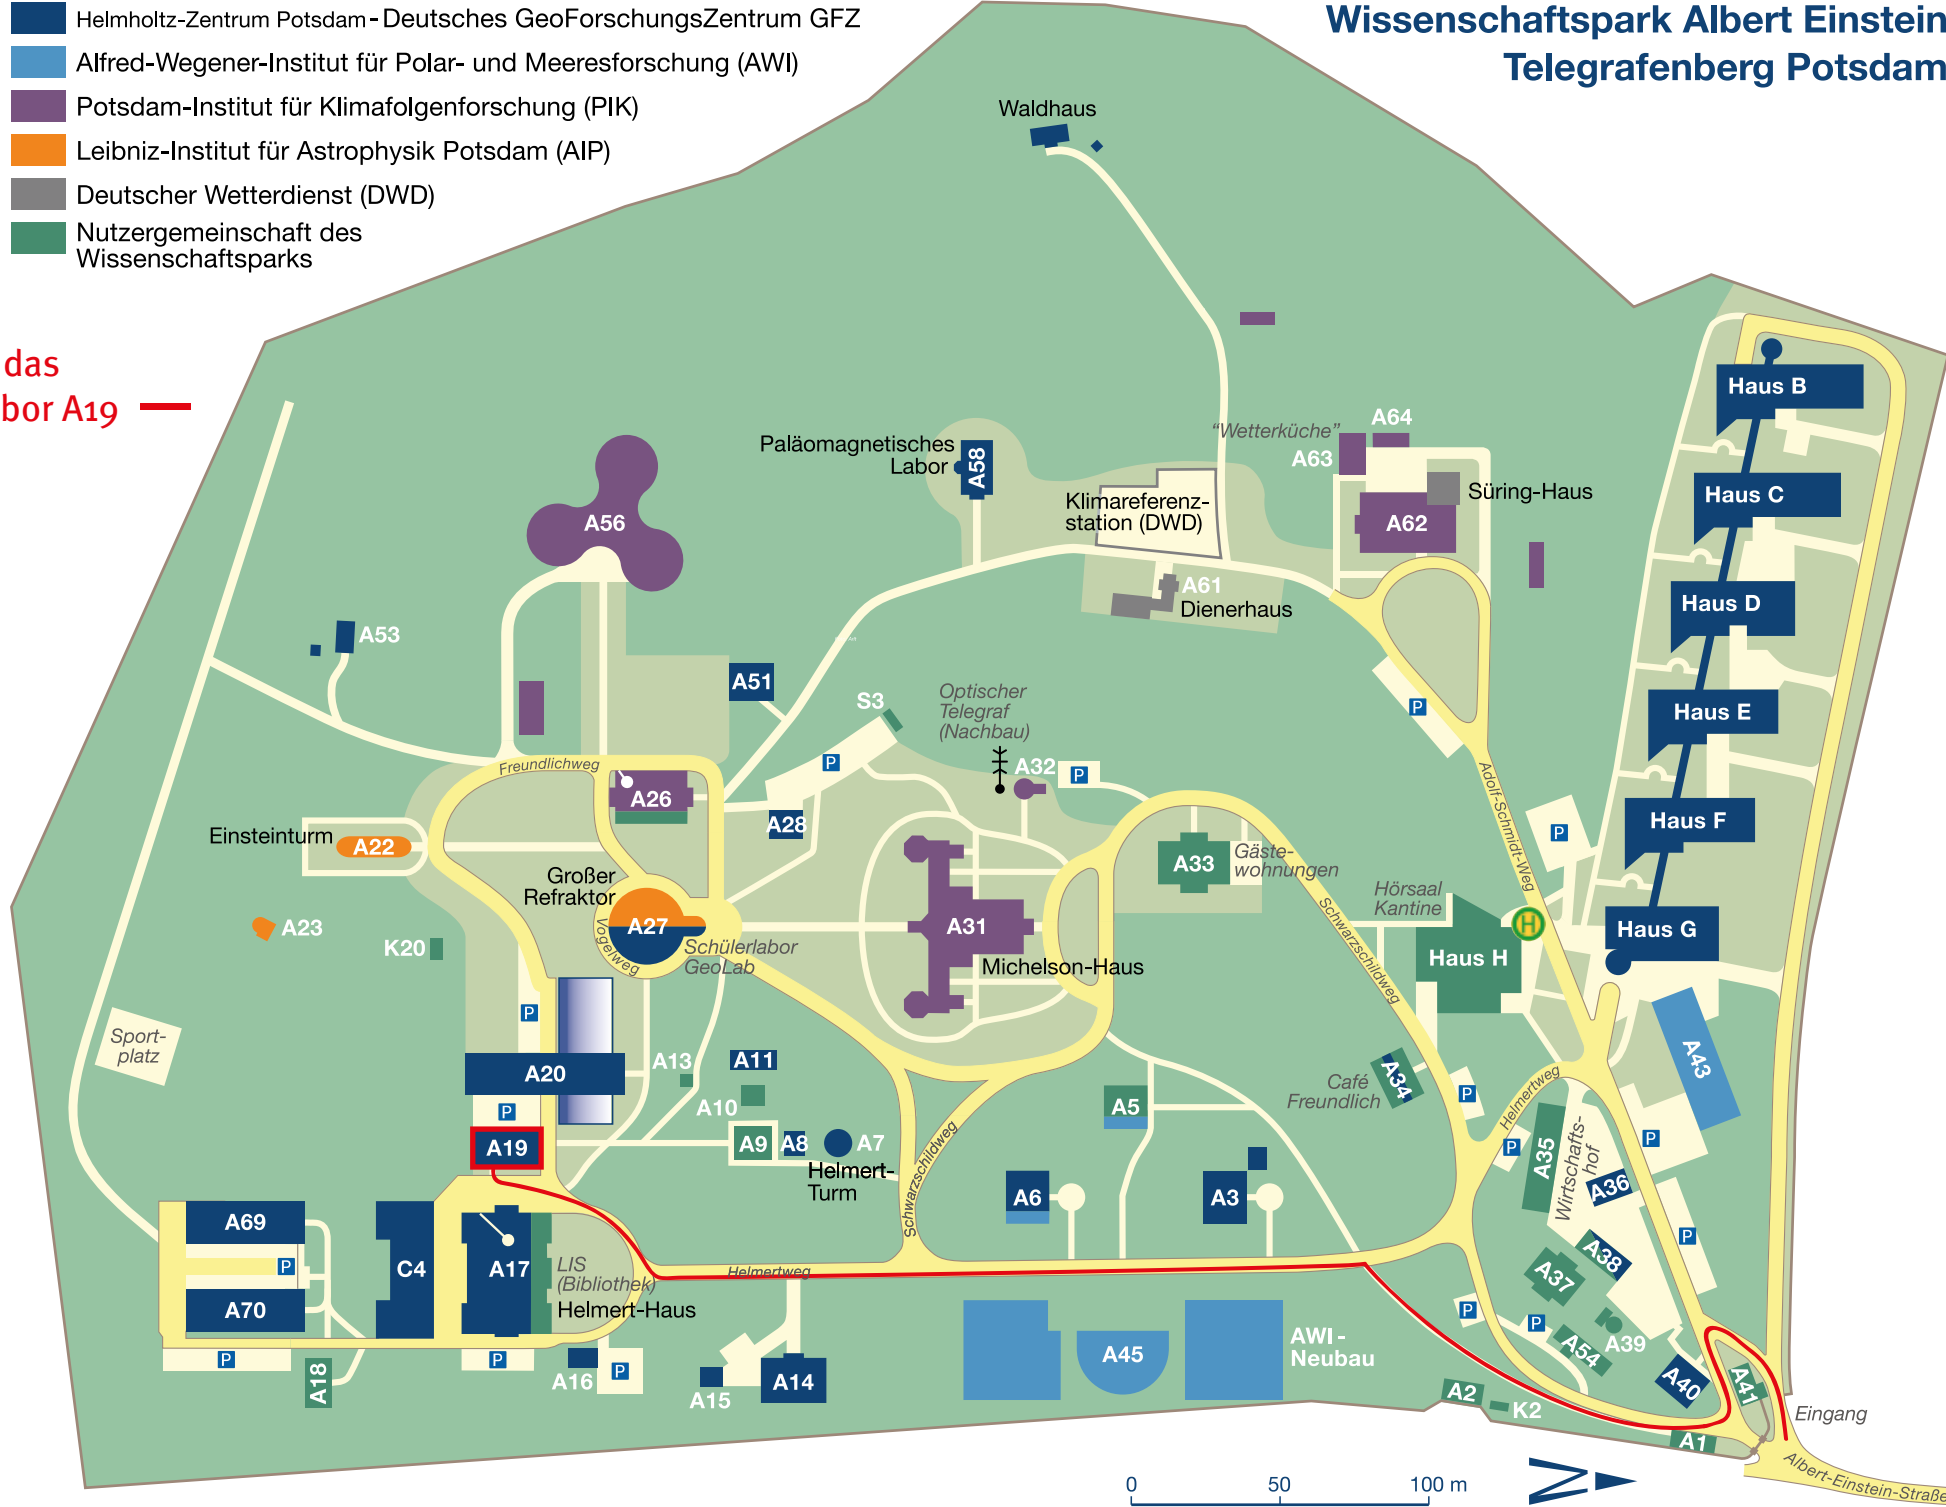 Helmholtz-Zentrum Potsdam - Deutsches GeoForschungsZentrum GFZ
Alfred-Wegener-Institut für Polar- und Meeresforschung (AWI)
Potsdam-Institut für Klimafolgenforschung (PIK)
Leibniz-Institut für Astrophysik Potsdam (AIP)
Deutscher Wetterdienst (DWD)
Nutzergemeinschaft des
Wissenschaftsparks
Wissenschaftspark Albert Einstein
Telegrafenberg Potsdam
das
bor A19
Waldhaus
Haus B
Haus C
Haus D
Haus E
Haus F
Haus G
"Wetterküche"
A64
A63
Süring-Haus
A62
Paläomagnetisches
Labor
A58
Klimareferenz-
station (DWD)
A61
Dienerhaus
A56
A53
A51
S3
P
Optischer
Telegraf
(Nachbau)
A32
P
P
Adolf-Schmidt-Weg
P
Freundlichweg
A26
A28
Einsteinturm
A22
Großer
Refraktor
A27
Vogelweg
Schülerlabor
GeoLab
A23
K20
A31
Michelson-Haus
A33
Gäste-
wohnungen
Schwarzschildweg
Hörsaal
Kantine
H
Haus H
A43
Sport-
platz
P
A20
P
A19
A13
A11
A10
A9
A8
A7
Helmert-
Turm
Schwarzschildweg
A5
A6
A3
Café
Freundlich
A34
P
Helmertweg
P
A35
Wirtschafts-
hof
A36
P
P
A38
A37
A39
A54
P
P
A40
A41
A69
P
A70
C4
A17
LIS
(Bibliothek)
Helmert-Haus
Helmertweg
P
A18
P
A16
P
A15
A14
A45
AWI -
Neubau
A2
K2
A1
Eingang
Albert-Einstein-Straße
0 50 100 m
N